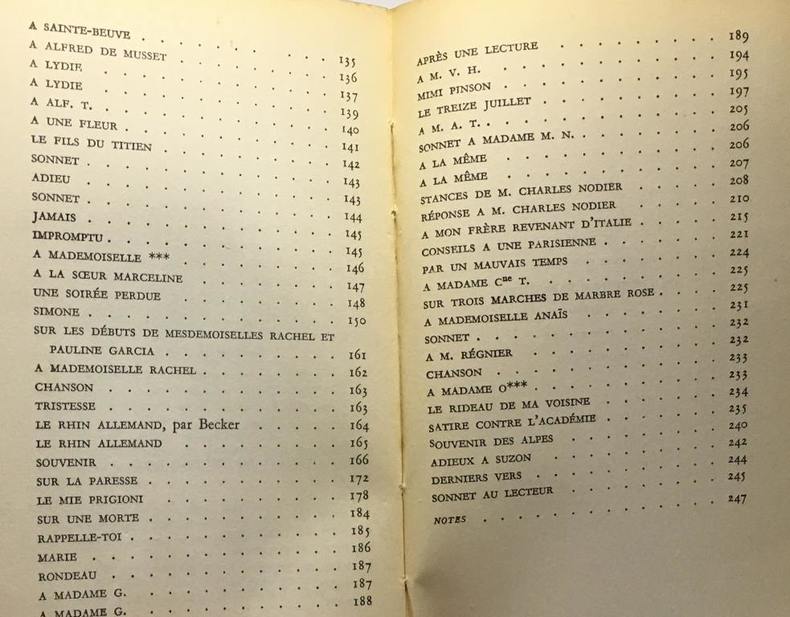 A SAINTE-BEUVE . . . . . . . 135
A ALFRED DE MUSSET . . . . . . . 136
A LYDIE . . . . . . . 137
A LYDIE . . . . . . . 139
A ALF. T. . . . . . . . 140
A UNE FLEUR . . . . . . . 141
LE FILS DU TITIEN . . . . . . . 142
SONNET . . . . . . . 143
ADIEU . . . . . . . 143
SONNET . . . . . . . 144
JAMAIS . . . . . . . 145
IMPROMPTU . . . . . . . 145
A MADEMOISELLE *** . . . . . . . 146
A LA SŒUR MARCELINE . . . . . . . 147
UNE SOIRÉE PERDUE . . . . . . . 148
SIMONE . . . . . . . 150
SUR LES DÉBUTS DE MESDEMOISELLES RACHEL ET
PAULINE GARCIA . . . . . . . 161
A MADEMOISELLE RACHEL . . . . . . . 162
CHANSON . . . . . . . 163
TRISTESSE . . . . . . . 163
LE RHIN ALLEMAND, par Becker . . . . . 164
LE RHIN ALLEMAND . . . . . . . 165
SOUVENIR . . . . . . . 166
SUR LA PARESSE . . . . . . . 172
LE MIE PRIGIONI . . . . . . . 178
SUR UNE MORTE . . . . . . . 184
RAPPELLE-TOI . . . . . . . 185
MARIE . . . . . . . 186
RONDEAU . . . . . . . 187
A MADAME G. . . . . . . . 187
A MADAME G. . . . . . . . 188
APRÈS UNE LECTURE . . . . . . . 189
A M. V. H. . . . . . . . 194
MIMI PINSON . . . . . . . 195
LE TREIZE JUILLET . . . . . . . 197
A M. A. T. . . . . . . . 205
SONNET A MADAME M. N. . . . . . . . 206
A LA MÊME . . . . . . . 206
A LA MÊME . . . . . . . 207
STANCES DE M. CHARLES NODIER . . . . . 208
RÉPONSE A M. CHARLES NODIER . . . . . 210
A MON FRÈRE REVENANT D'ITALIE . . . . . 215
CONSEILS A UNE PARISIENNE . . . . . . 221
PAR UN MAUVAIS TEMPS . . . . . . . 224
A MADAME Cne T. . . . . . . . 225
SUR TROIS MARCHES DE MARBRE ROSE . . . . 225
A MADEMOISELLE ANAÏS . . . . . . . 231
SONNET . . . . . . . 232
A M. RÉGNIER . . . . . . . 232
CHANSON . . . . . . . 233
A MADAME O*** . . . . . . . 233
LE RIDEAU DE MA VOISINE . . . . . . . 234
SATIRE CONTRE L'ACADÉMIE . . . . . . . 235
SOUVENIR DES ALPES . . . . . . . 240
ADIEUX A SUZON . . . . . . . 242
DERNIERS VERS . . . . . . . 244
SONNET AU LECTEUR . . . . . . . 245
NOTES . . . . . . . 247